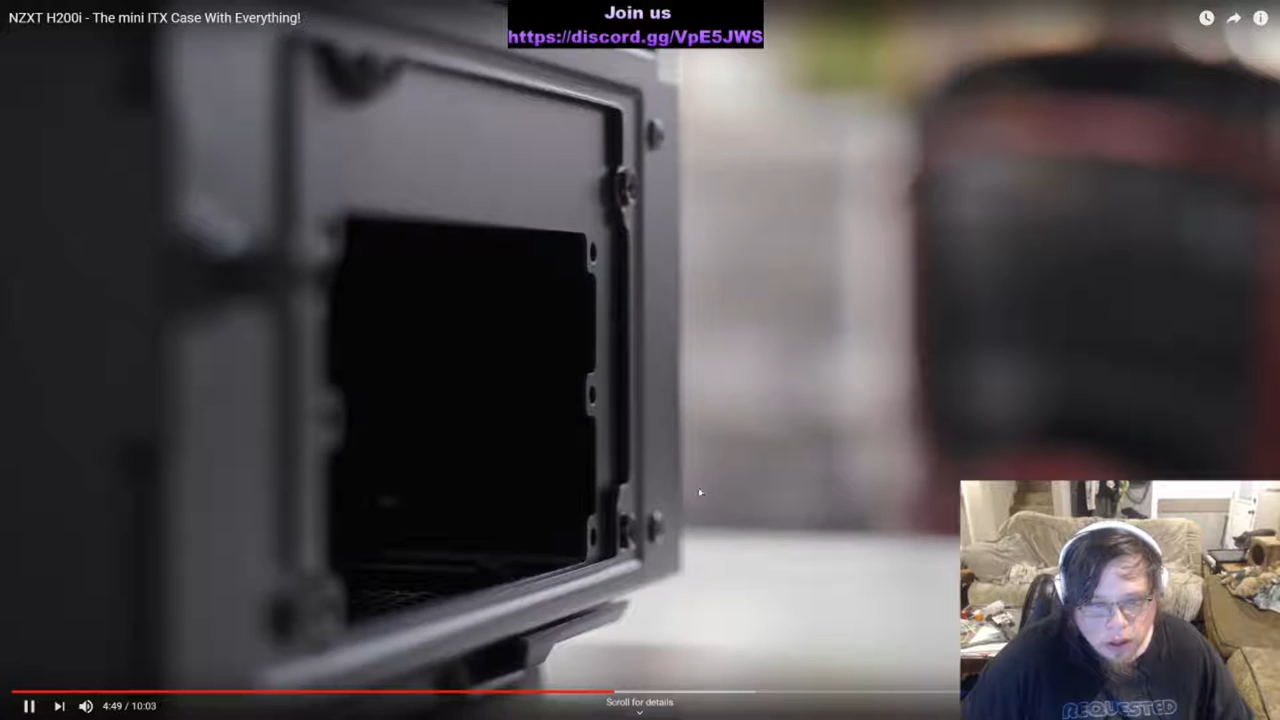 NZXT H200i - The mini ITX Case With Everything!
Join us
https://discord.gg/VpE5JWS
REQUESTED
4:49 / 10:03
Scroll for details